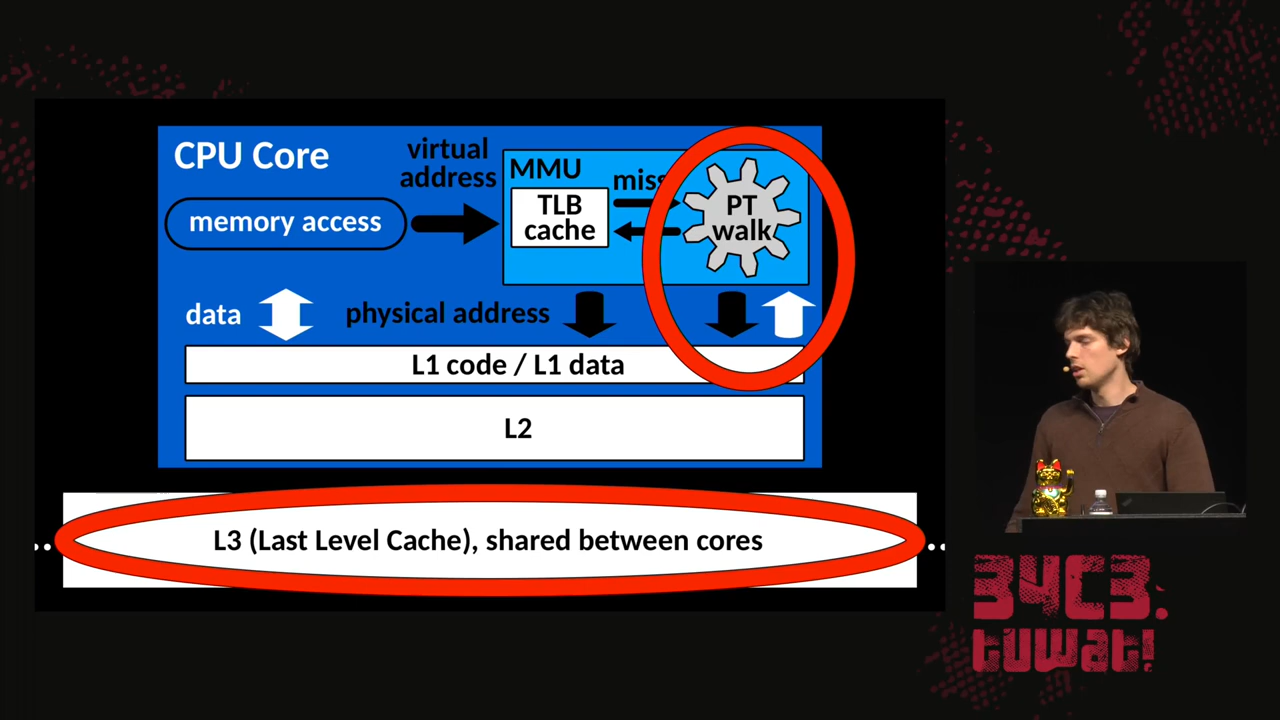 CPU Core
virtual
address
MMU
miss
TLB
cache
PT
walk
memory access
data
physical address
L1 code / L1 data
L2
L3 (Last Level Cache), shared between cores
34C3.
tuwat!